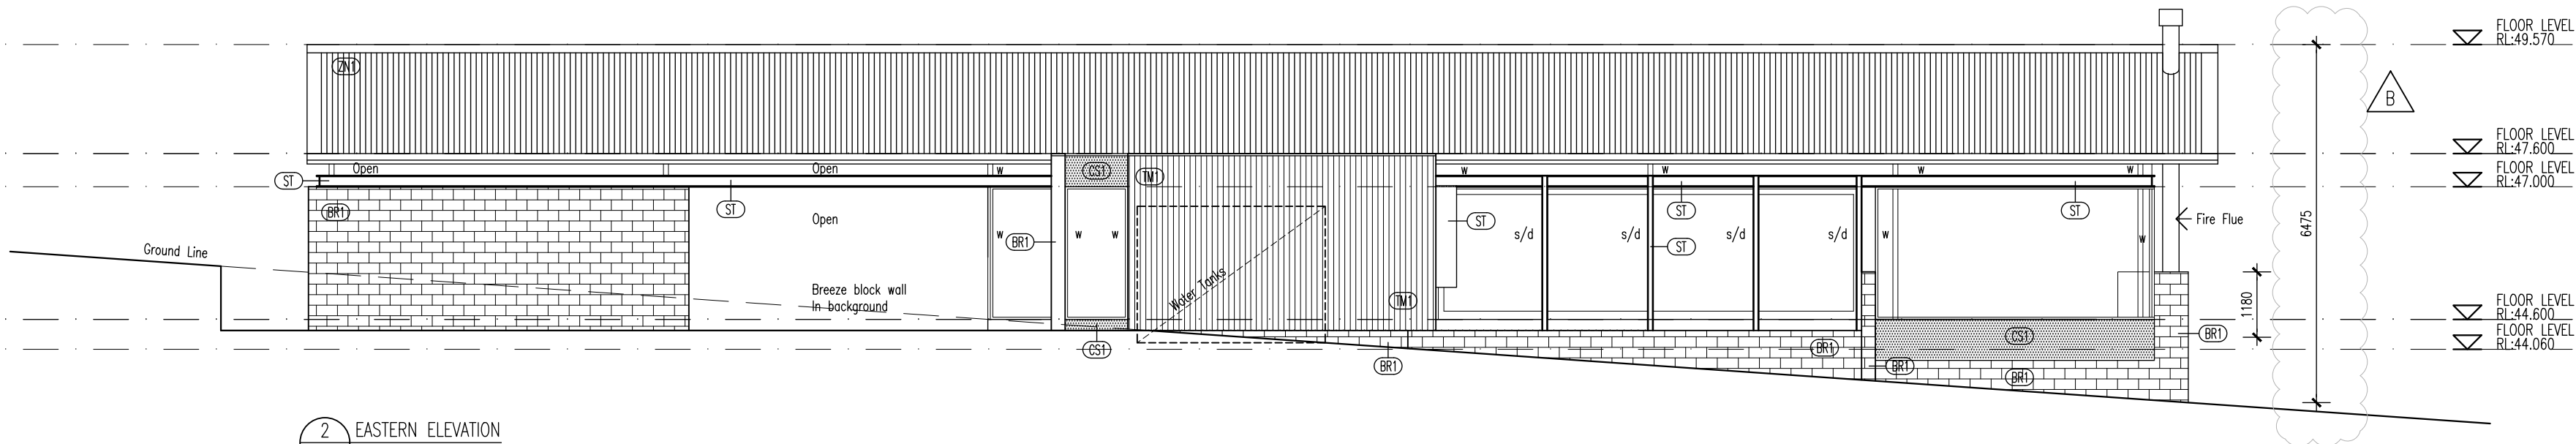 FLOOR LEVEL
RL:49.570
ZN1
B
FLOOR LEVEL
RL:47.600
Open
Open
w
CS1
TM1
w
w
w
w
FLOOR LEVEL
RL:47.000
ST
BR1
ST
Open
ST
ST
ST
Fire Flue
6475
Ground Line
w
BR1
w
w
s/d
s/d
ST
s/d
s/d
w
w
Breeze block wall
In background
Water Tanks
TM1
1180
FLOOR LEVEL
RL:44.600
FLOOR LEVEL
RL:44.060
CS1
BR1
BR1
CS1
BR1
BR1
BR1
2
EASTERN ELEVATION